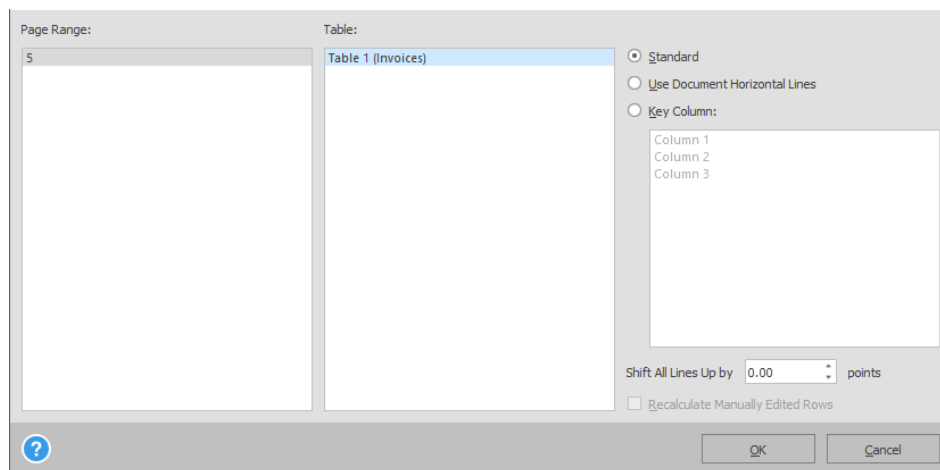 Page Range:
5
Table:
Table 1 (Invoices)
Standard
Use Document Horizontal Lines
Key Column:
Column 1
Column 2
Column 3
Shift All Lines Up by 0.00 points
Recalculate Manually Edited Rows
?
OK
Cancel